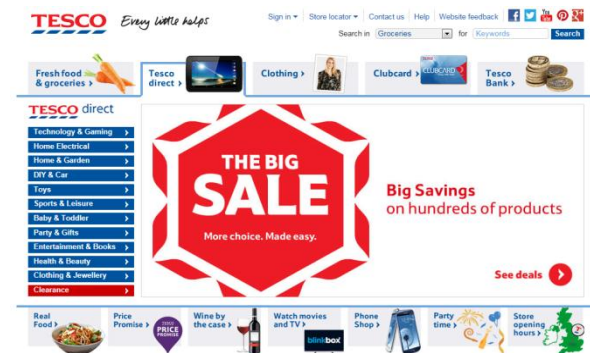 TESCO Every little helps
Sign in Store locator Contact us Help Website feedback
Search in Groceries for Keywords Search
Fresh food
& groceries >
Tesco
direct >
Clothing >
Clubcard >
CLUBCARD
Tesco
Bank >
TESCO direct
Technology & Gaming >
Home Electrical >
Home & Garden >
DIY & Car >
Toys >
Sports & Leisure >
Baby & Toddler >
Party & Gifts >
Entertainment & Books >
Health & Beauty >
Clothing & Jewellery >
Clearance >
THE BIG
SALE
More choice. Made easy.
Big Savings
on hundreds of products
See deals >
Real
Food >
Price
Promise >
PRICE
PROMISE
Wine by
the case >
Watch movies
and TV >
blinkbox
Phone
Shop >
Party
time >
Store
opening
hours >